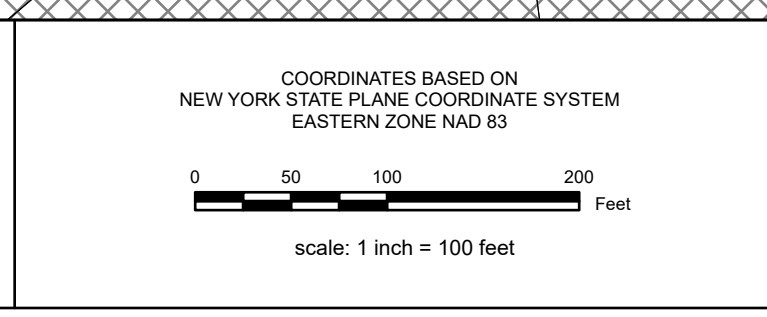 COORDINATES BASED ON
NEW YORK STATE PLANE COORDINATE SYSTEM
EASTERN ZONE NAD 83
0 50 100 200
Feet
scale: 1 inch = 100 feet